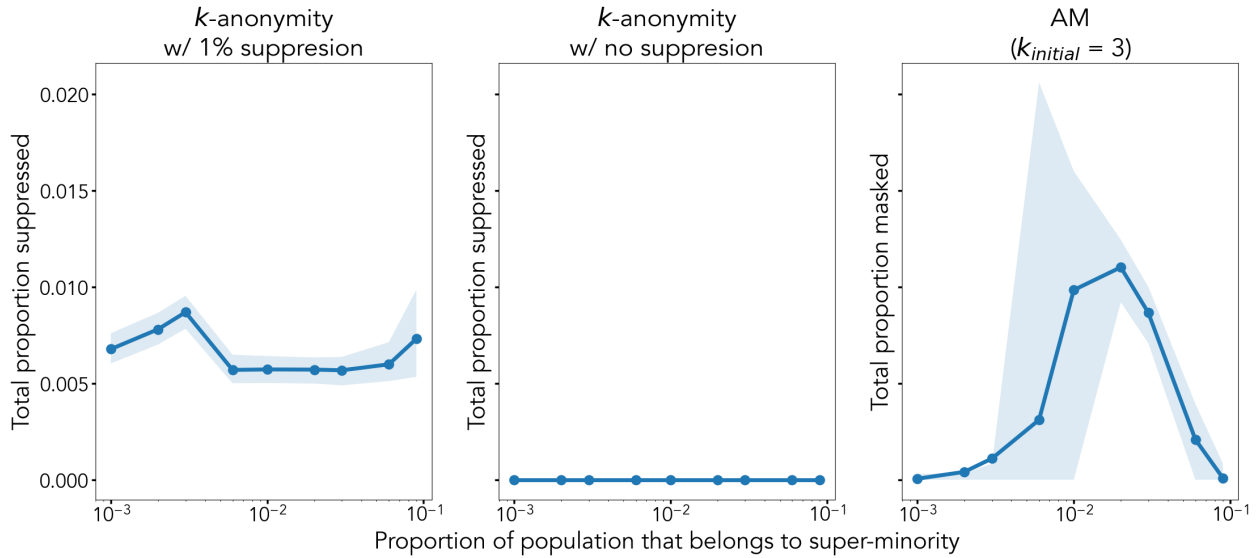 k-anonymity
w/ 1% suppresion
k-anonymity
w/ no suppresion
AM
(k_initial = 3)
Total proportion suppressed
0.020
0.015
0.010
0.005
0.000
10^-3
10^-2
10^-1
Total proportion suppressed
10^-3
10^-2
10^-1
Total proportion masked
10^-3
10^-2
10^-1
Proportion of population that belongs to super-minority